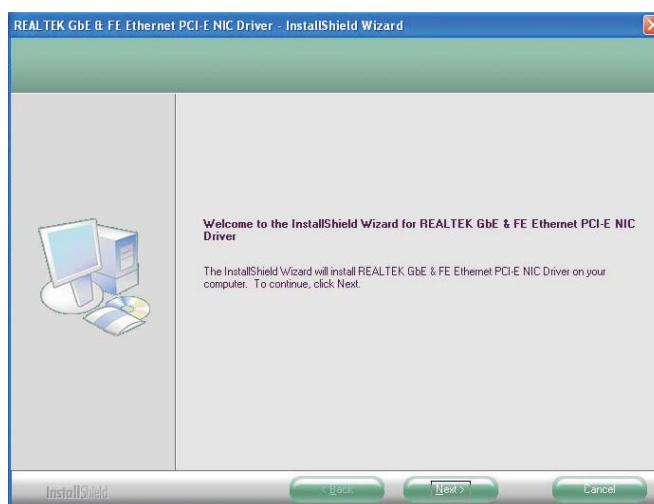 REALTEK GbE & FE Ethernet PCI-E NIC Driver - InstallShield Wizard
Welcome to the InstallShield Wizard for REALTEK GbE & FE Ethernet PCI-E NIC
Driver
The InstallShield Wizard will install REALTEK GbE & FE Ethernet PCI-E NIC Driver on your
computer. To continue, click Next.
InstallShield
< Back
Next >
Cancel